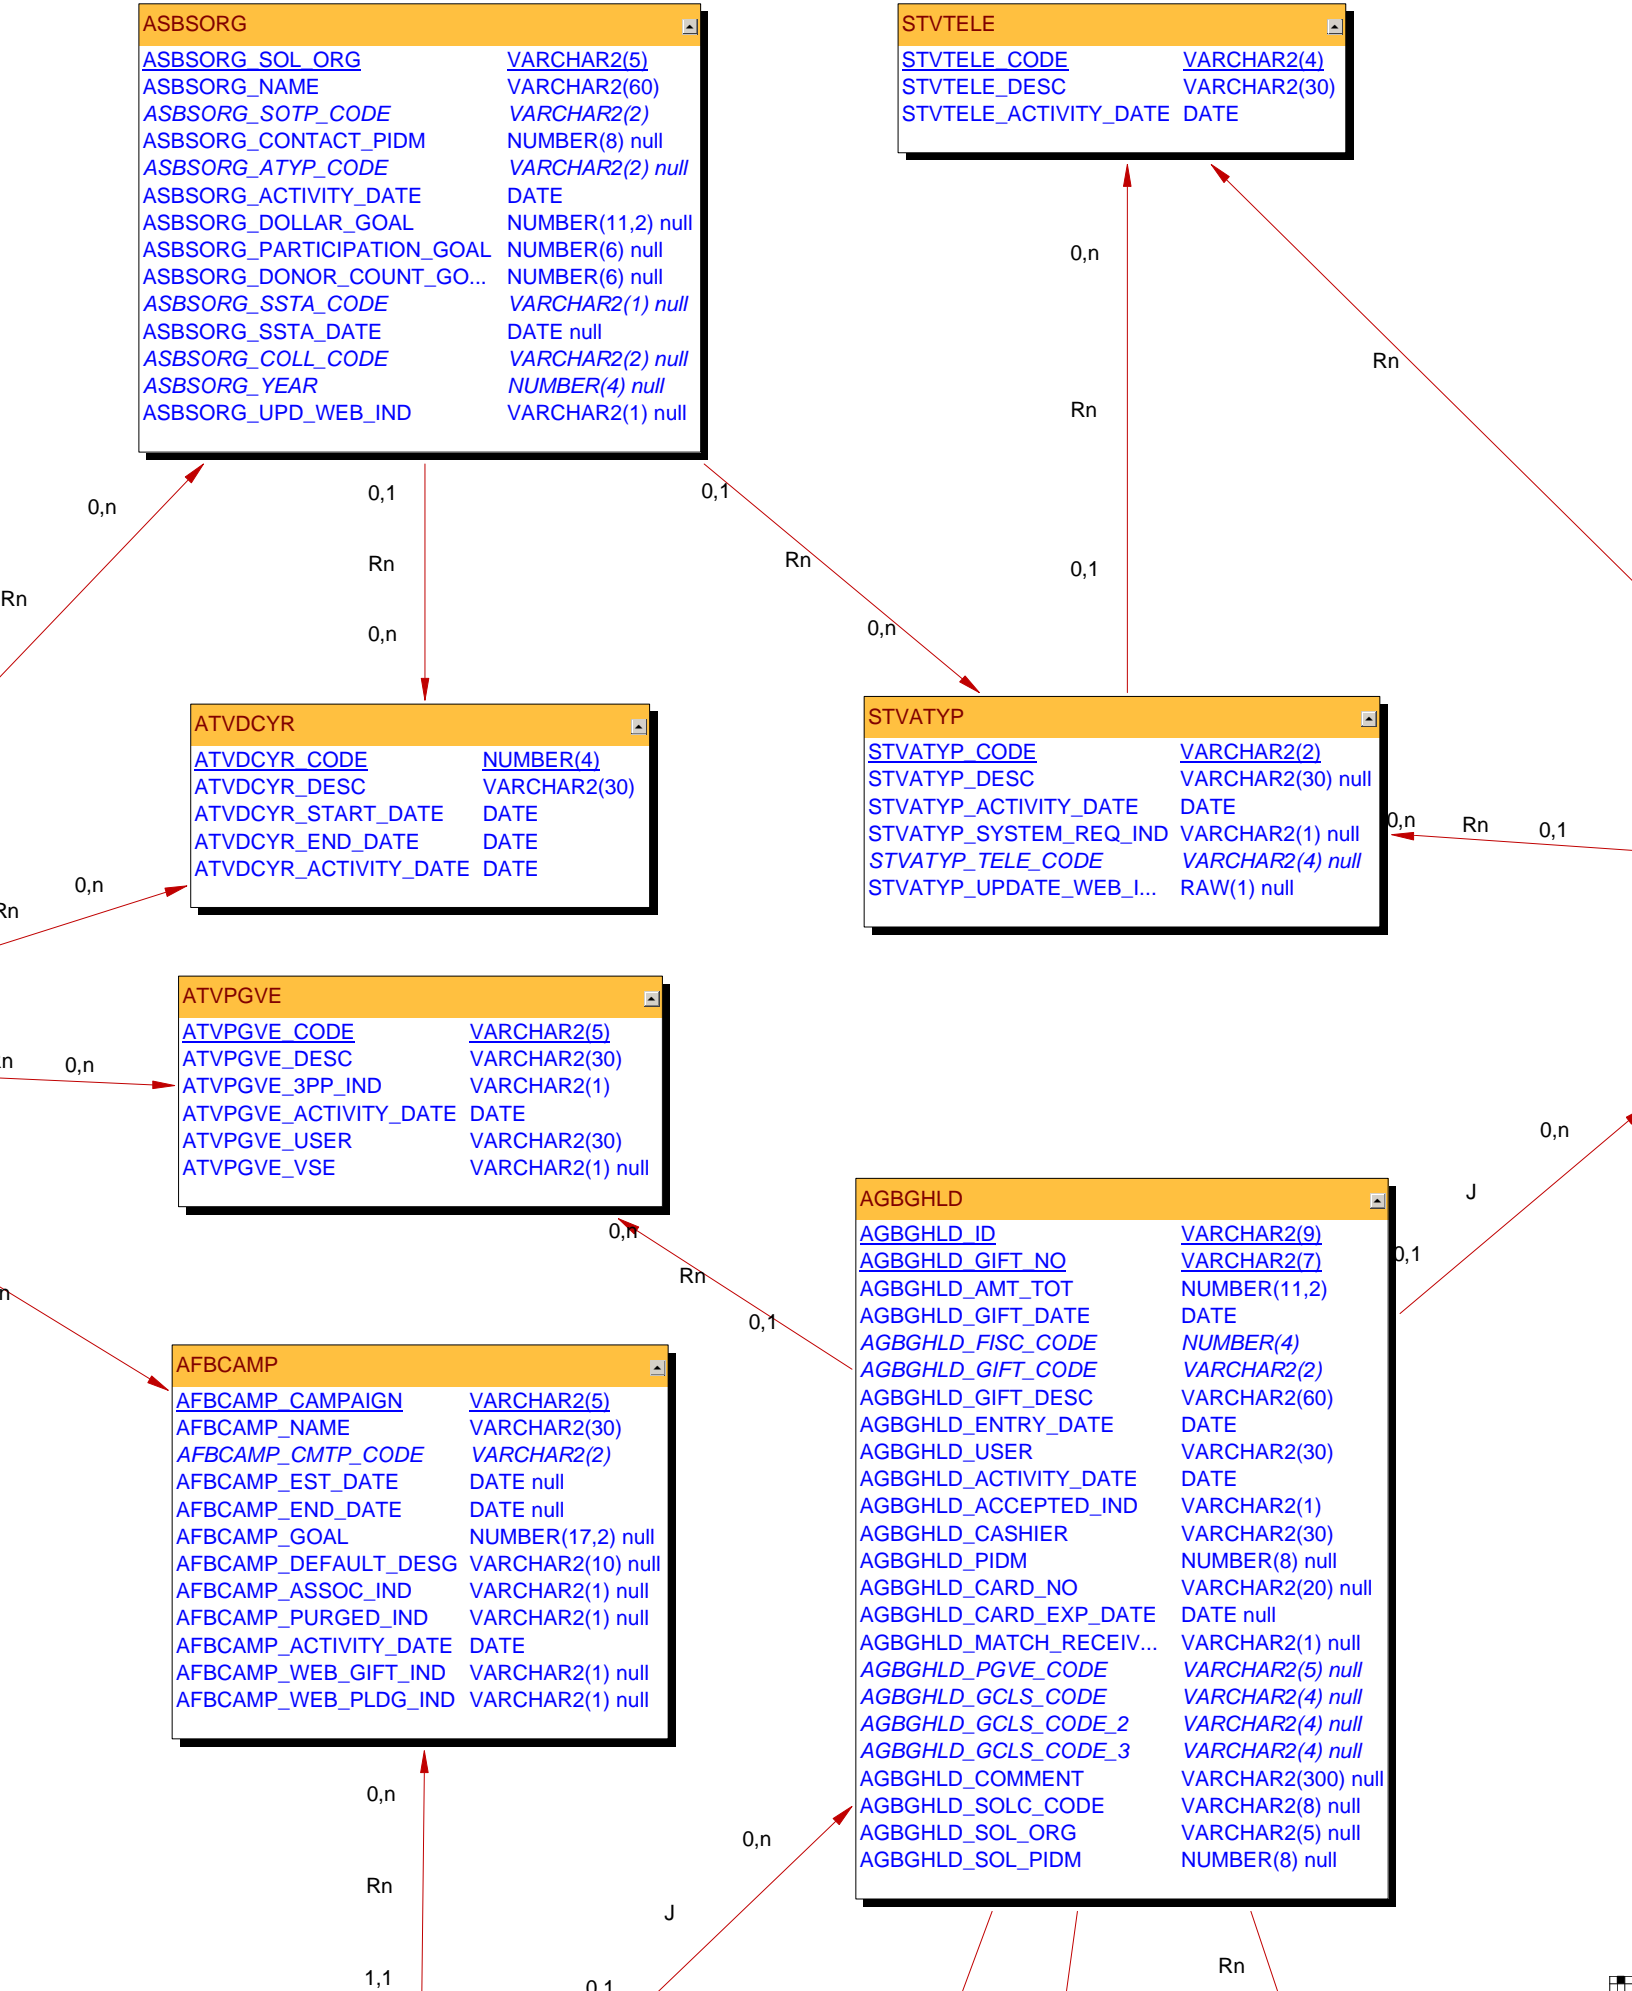 ASBSORG
ASBSORG_SOL_ORG VARCHAR2(5)
ASBSORG_NAME VARCHAR2(60)
ASBSORG_SOTP_CODE VARCHAR2(2)
ASBSORG_CONTACT_PIDM NUMBER(8) null
ASBSORG_ATYP_CODE VARCHAR2(2) null
ASBSORG_ACTIVITY_DATE DATE
ASBSORG_DOLLAR_GOAL NUMBER(11,2) null
ASBSORG_PARTICIPATION_GOAL NUMBER(6) null
ASBSORG_DONOR_COUNT_GO... NUMBER(6) null
ASBSORG_SSTA_CODE VARCHAR2(1) null
ASBSORG_SSTA_DATE DATE null
ASBSORG_COLL_CODE VARCHAR2(2) null
ASBSORG_YEAR NUMBER(4) null
ASBSORG_UPD_WEB_IND VARCHAR2(1) null
STVTELE
STVTELE_CODE VARCHAR2(4)
STVTELE_DESC VARCHAR2(30)
STVTELE_ACTIVITY_DATE DATE
0,n
Rn
0,1
Rn
0,n
Rn
0,1
Rn
0,n
0,1
Rn
0,n
ATVDCYR
ATVDCYR_CODE NUMBER(4)
ATVDCYR_DESC VARCHAR2(30)
ATVDCYR_START_DATE DATE
ATVDCYR_END_DATE DATE
ATVDCYR_ACTIVITY_DATE DATE
0,n
Rn
STVATYP
STVATYP_CODE VARCHAR2(2)
STVATYP_DESC VARCHAR2(30) null
STVATYP_ACTIVITY_DATE DATE
STVATYP_SYSTEM_REQ_IND VARCHAR2(1) null
STVATYP_TELE_CODE VARCHAR2(4) null
STVATYP_UPDATE_WEB_I... RAW(1) null
0,n Rn 0,1
ATVPGVE
ATVPGVE_CODE VARCHAR2(5)
ATVPGVE_DESC VARCHAR2(30)
ATVPGVE_3PP_IND VARCHAR2(1)
ATVPGVE_ACTIVITY_DATE DATE
ATVPGVE_USER VARCHAR2(30)
ATVPGVE_VSE VARCHAR2(1) null
n 0,n
0,n
Rn
0,1
0,n
J
0,1
n
AFBCAMP
AFBCAMP_CAMPAIGN VARCHAR2(5)
AFBCAMP_NAME VARCHAR2(30)
AFBCAMP_CMTP_CODE VARCHAR2(2)
AFBCAMP_EST_DATE DATE null
AFBCAMP_END_DATE DATE null
AFBCAMP_GOAL NUMBER(17,2) null
AFBCAMP_DEFAULT_DESG VARCHAR2(10) null
AFBCAMP_ASSOC_IND VARCHAR2(1) null
AFBCAMP_PURGED_IND VARCHAR2(1) null
AFBCAMP_ACTIVITY_DATE DATE
AFBCAMP_WEB_GIFT_IND VARCHAR2(1) null
AFBCAMP_WEB_PLDG_IND VARCHAR2(1) null
AGBGHLD
AGBGHLD_ID VARCHAR2(9)
AGBGHLD_GIFT_NO VARCHAR2(7)
AGBGHLD_AMT_TOT NUMBER(11,2)
AGBGHLD_GIFT_DATE DATE
AGBGHLD_FISC_CODE NUMBER(4)
AGBGHLD_GIFT_CODE VARCHAR2(2)
AGBGHLD_GIFT_DESC VARCHAR2(60)
AGBGHLD_ENTRY_DATE DATE
AGBGHLD_USER VARCHAR2(30)
AGBGHLD_ACTIVITY_DATE DATE
AGBGHLD_ACCEPTED_IND VARCHAR2(1)
AGBGHLD_CASHIER VARCHAR2(30)
AGBGHLD_PIDM NUMBER(8) null
AGBGHLD_CARD_NO VARCHAR2(20) null
AGBGHLD_CARD_EXP_DATE DATE null
AGBGHLD_MATCH_RECEIV... VARCHAR2(1) null
AGBGHLD_PGVE_CODE VARCHAR2(5) null
AGBGHLD_GCLS_CODE VARCHAR2(4) null
AGBGHLD_GCLS_CODE_2 VARCHAR2(4) null
AGBGHLD_GCLS_CODE_3 VARCHAR2(4) null
AGBGHLD_COMMENT VARCHAR2(300) null
AGBGHLD_SOLC_CODE VARCHAR2(8) null
AGBGHLD_SOL_ORG VARCHAR2(5) null
AGBGHLD_SOL_PIDM NUMBER(8) null
0,n
Rn
1,1
0,n
J
0,1
Rn